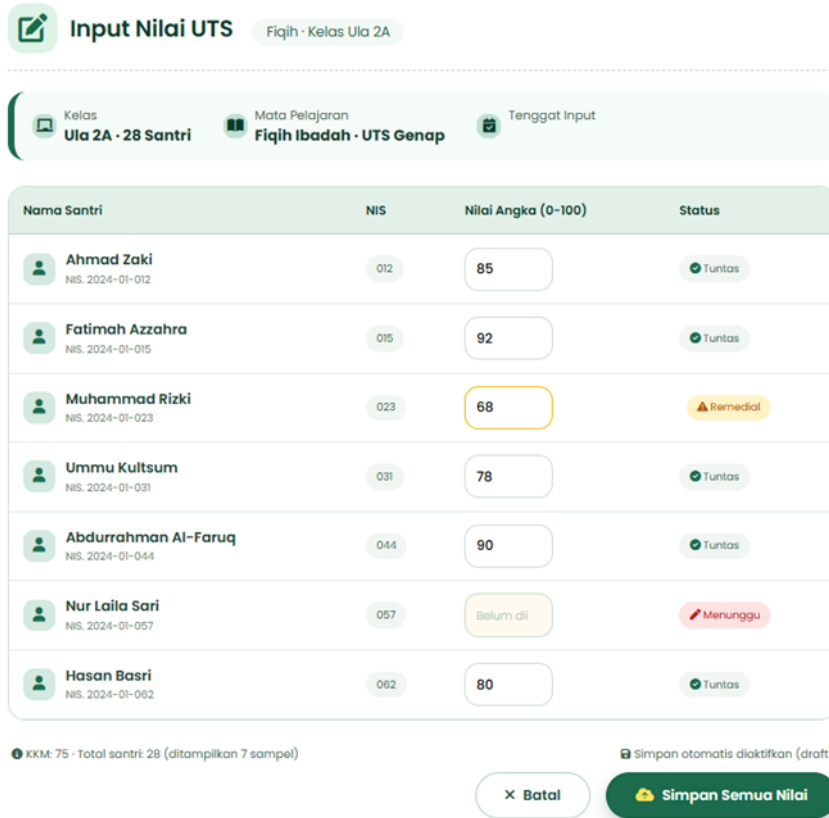 Input Nilai UTS
Fiqih · Kelas Ula 2A
Kelas
Ula 2A · 28 Santri
Mata Pelajaran
Fiqih Ibadah · UTS Genap
Tenggat Input
Nama Santri NIS Nilai Angka (0-100) Status
Ahmad Zaki
NIS. 2024-01-012
012 85 Tuntas
Fatimah Azzahra
NIS. 2024-01-015
015 92 Tuntas
Muhammad Rizki
NIS. 2024-01-023
023 68 Remedial
Ummu Kultsum
NIS. 2024-01-031
031 78 Tuntas
Abdurrahman Al-Faruq
NIS. 2024-01-044
044 90 Tuntas
Nur Laila Sari
NIS. 2024-01-057
057 Belum dii Menunggu
Hasan Basri
NIS. 2024-01-062
062 80 Tuntas
KKM: 75 · Total santri: 28 (ditampilkan 7 sampel)
Simpan otomatis diaktifkan (draft
× Batal
Simpan Semua Nilai